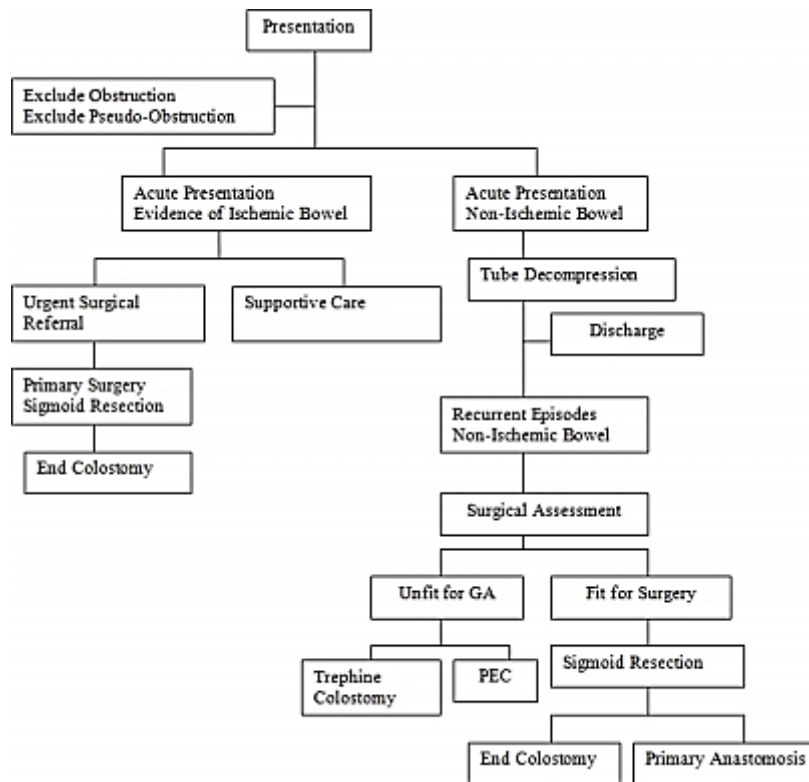 Presentation
Exclude Obstruction
Exclude Pseudo-Obstruction
Acute Presentation
Evidence of Ischemic Bowel
Acute Presentation
Non-Ischemic Bowel
Urgent Surgical
Referral
Supportive Care
Tube Decompression
Discharge
Primary Surgery
Sigmoid Resection
Recurrent Episodes
Non-Ischemic Bowel
End Colostomy
Surgical Assessment
Unfit for GA
Fit for Surgery
Trephine
Colostomy
PEC
Sigmoid Resection
End Colostomy
Primary Anastomosis